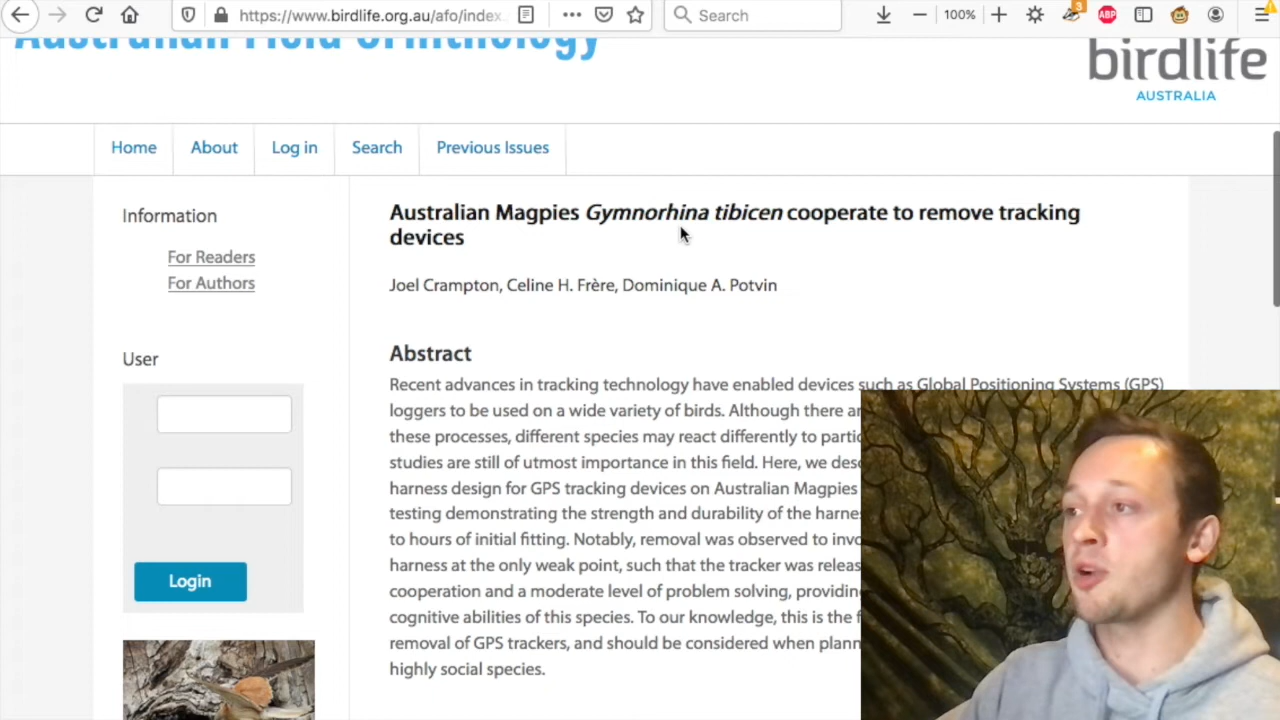 https://www.birdlife.org.au/afo/index.
Search
100%
3
ABP
Australian Field Ornithology
birdlife
AUSTRALIA
Home
About
Log in
Search
Previous Issues
Information
For Readers
For Authors
User
Login
Australian Magpies Gymnorhina tibicen cooperate to remove tracking
devices
Joel Crampton, Celine H. Frère, Dominique A. Potvin
Abstract
Recent advances in tracking technology have enabled devices such as Global Positioning Systems (GPS)
loggers to be used on a wide variety of birds. Although there
these processes, different species may react differently to
studies are still of utmost importance in this field. Here, we
harness design for GPS tracking devices on Australian Magpies
testing demonstrating the strength and durability of the
to hours of initial fitting. Notably, removal was observed to
harness at the only weak point, such that the tracker was
cooperation and a moderate level of problem solving,
cognitive abilities of this species. To our knowledge, this is the
removal of GPS trackers, and should be considered when
highly social species.